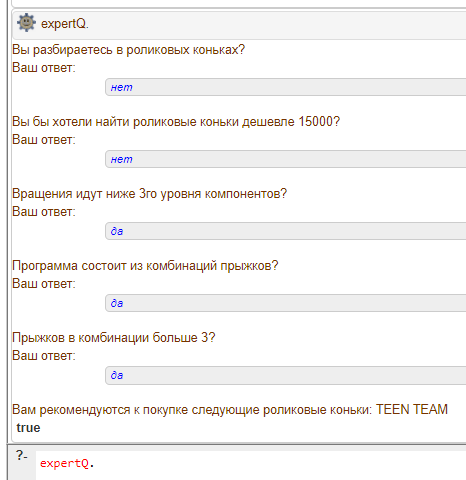 expertQ.
Вы разбираетесь в роликовых коньках?
Ваш ответ:
нет
Вы бы хотели найти роликовые коньки дешевле 15000?
Ваш ответ:
нет
Вращения идут ниже 3го уровня компонентов?
Ваш ответ:
да
Программа состоит из комбинаций прыжков?
Ваш ответ:
да
Прыжков в комбинации больше 3?
Ваш ответ:
да
Вам рекомендуются к покупке следующие роликовые коньки: TEEN TEAM
true
?- expertQ.